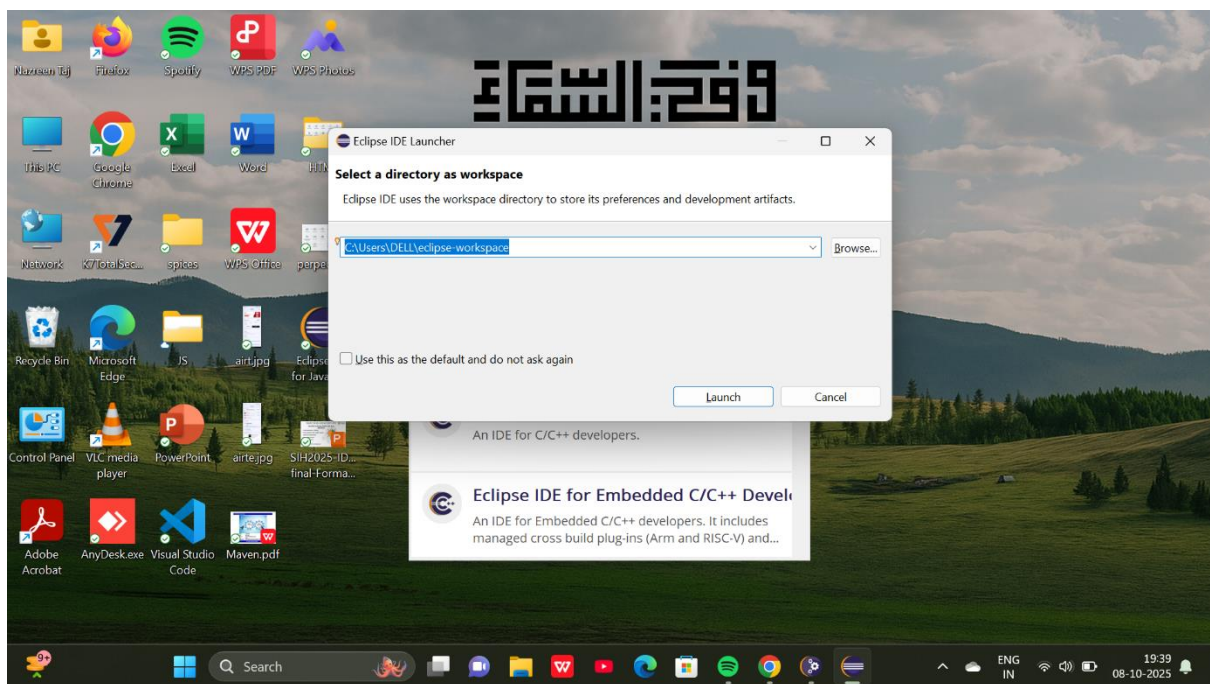 Nazneen Taj
Firefox
Spotify
WPS PDF
WPS Photos
This PC
Google Chrome
Excel
Word
HTM
Network
K7TotalSec...
spices
WPS Office
perpe
Recycle Bin
Microsoft Edge
JS
airt.jpg
Eclipse
for Java
Control Panel
VLC media player
PowerPoint
airte.jpg
SIH2025-ID...
final-Forma...
Adobe Acrobat
AnyDesk.exe
Visual Studio Code
Maven.pdf
Eclipse IDE Launcher
Select a directory as workspace
Eclipse IDE uses the workspace directory to store its preferences and development artifacts.
C:\Users\DELL\eclipse-workspace
Browse...
Use this as the default and do not ask again
Launch
Cancel
An IDE for C/C++ developers.
Eclipse IDE for Embedded C/C++ Devel
An IDE for Embedded C/C++ developers. It includes
managed cross build plug-ins (Arm and RISC-V) and...
9+
Search
ENG
IN
19:39
08-10-2025